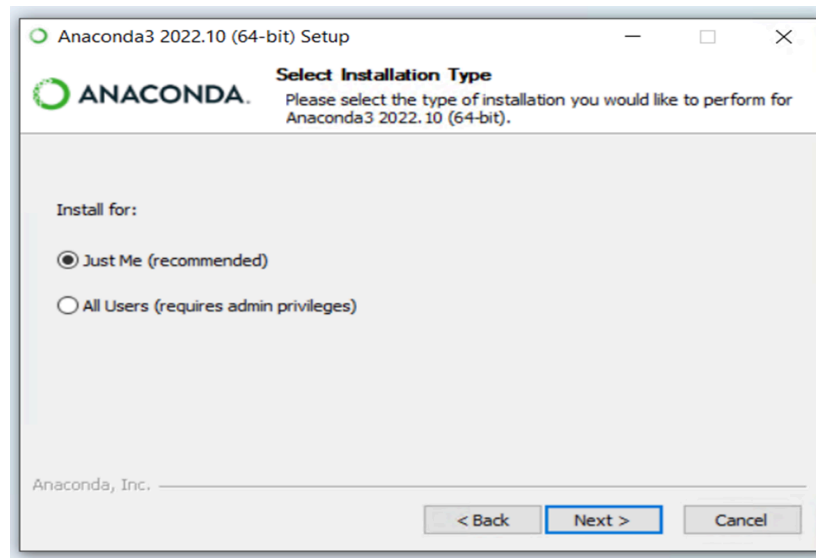 Anaconda3 2022.10 (64-bit) Setup
ANACONDA.
Select Installation Type
Please select the type of installation you would like to perform for
Anaconda3 2022.10 (64-bit).
Install for:
Just Me (recommended)
All Users (requires admin privileges)
Anaconda, Inc.
< Back
Next >
Cancel